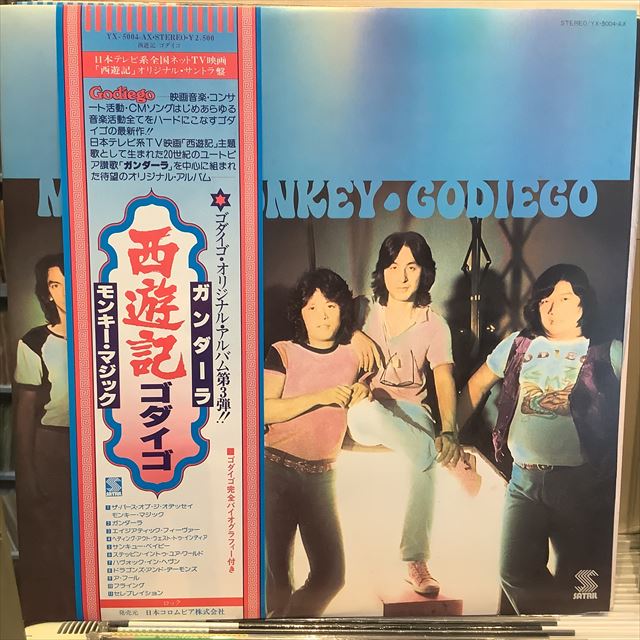 YX-5004-AX・STEREO・¥2,500
西遊記/ゴダイゴ
STEREO/YX-5004-AX
日本テレビ系全国ネットTV映画
「西遊記」オリジナル・サントラ盤
Godiego——映画音楽・コンサ
ート活動・CMソングはじめあらゆる
音楽活動全てをハードにこなすゴダ
イゴの最新作!!
日本テレビ系TV映画「西遊記」主題
歌として生まれた20世紀のユートピ
ア讃歌「ガンダーラ」を中心に組まれ
た待望のオリジナル・アルバム——
M
NKEY・GODIEGO
ゴダイゴ・オリジナル・アルバム第3弾!!
ガンダーラ
西遊記 ゴダイゴ
モンキー・マジック
■ゴダイゴ完全バイオグラフィー付き
SATRIL
1 ザ・バース・オブ・ジ・オデッセイ
モンキー・マジック
2 ガンダーラ
3 エイジアティック・フィーヴァー
4 ヘディング・アウト・ウェスト・トゥ・インディア
5 サンキュー・ベイビー
6 ステッピン・イントゥ・ユア・ワールド
7 ハヴォック・イン・ヘヴン
8 ドラゴンズ・アンド・デーモンズ
9 ア・フール
10 フライング
11 セレブレイション
ロック
発売元 日本コロムビア株式会社
SATRIL